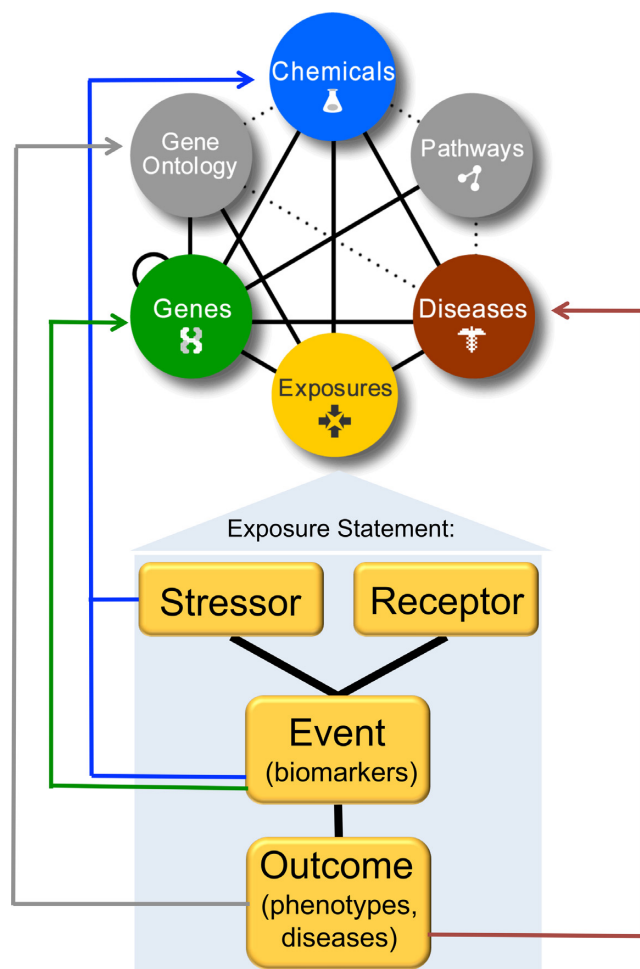 Chemicals
Gene
Ontology
Pathways
Genes
Diseases
Exposures
Exposure Statement:
Stressor
Receptor
Event
(biomarkers)
Outcome
(phenotypes,
diseases)